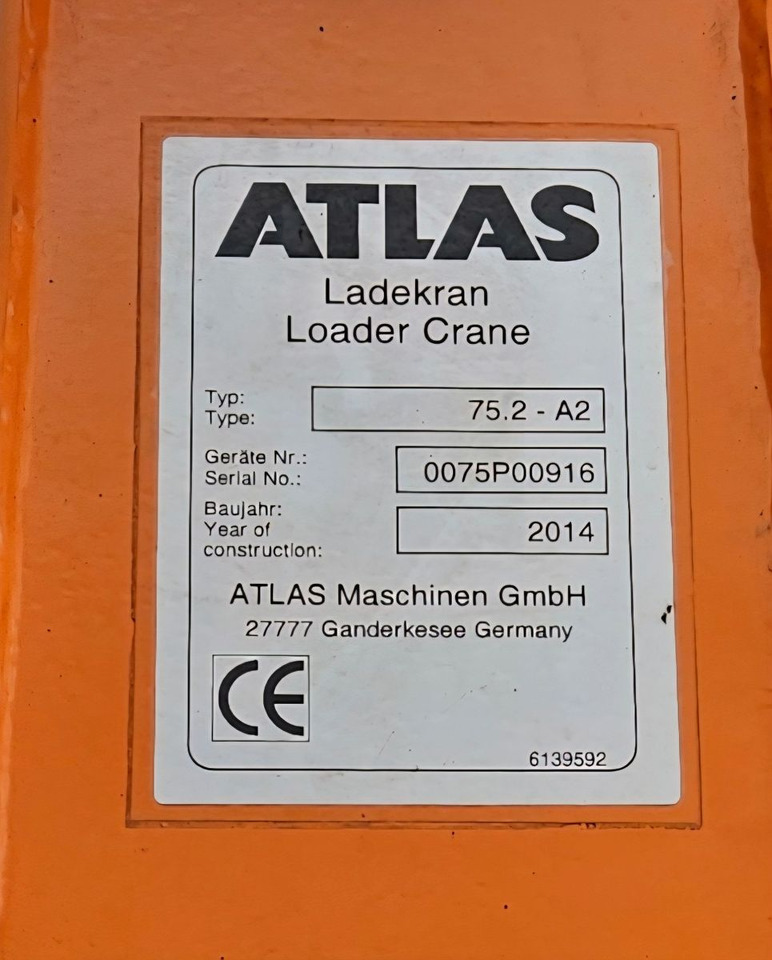 ATLAS
Ladekran
Loader Crane
Typ:
Type:
75.2 - A2
Geräte Nr.:
Serial No.:
0075P00916
Baujahr:
Year of
construction:
2014
ATLAS Maschinen GmbH
27777 Ganderkesee Germany
CE
6139592